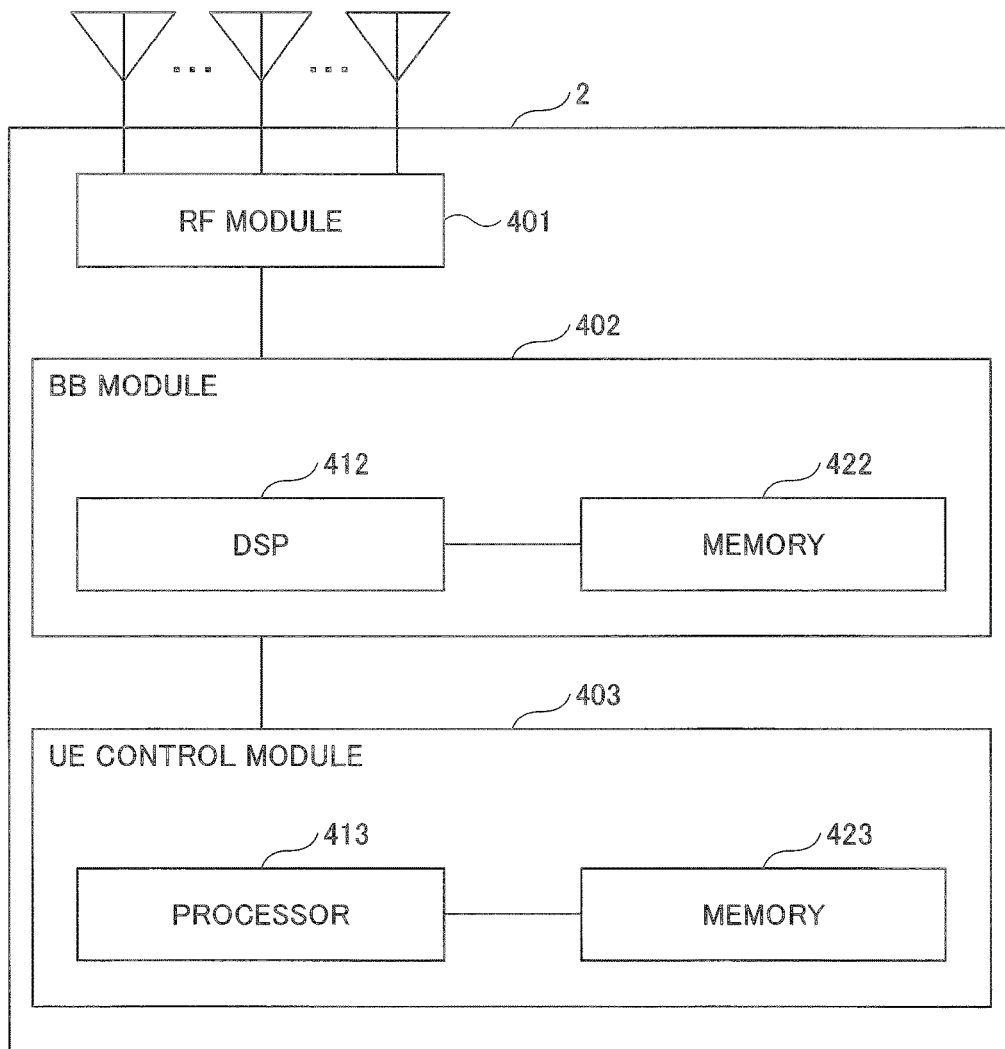 2
RF MODULE
401
402
BB MODULE
412
422
DSP
MEMORY
403
UE CONTROL MODULE
413
423
PROCESSOR
MEMORY